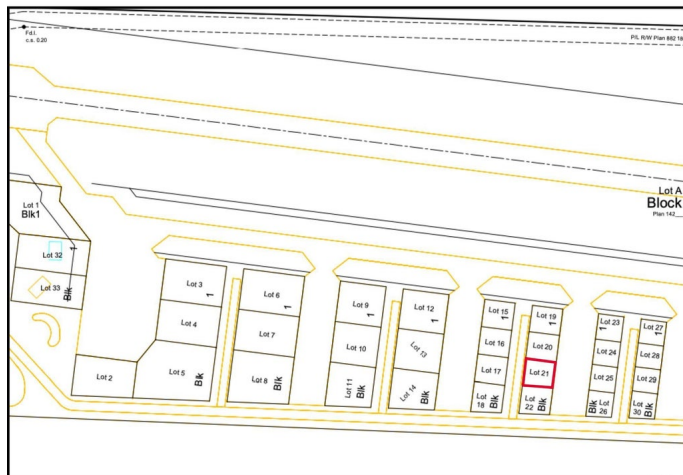 Fd.I.
c.s. 0.20
P/L R/W Plan 882 16
Lot A
Block
Plan 142
Lot 1
Blk1
Lot 32
1
Lot 33
Blk
Lot 2
Lot 3
1
Lot 4
Lot 5
Blk
Lot 6
1
Lot 7
Lot 8
Blk
Lot 9
1
Lot 10
Lot 11
Blk
Lot 12
1
Lot 13
Lot 14
Blk
Lot 15
1
Lot 16
Lot 17
Lot
18
Blk
Lot 19
1
Lot 20
Lot 21
Lot
22
Blk
Lot 23
1
Lot 24
Lot 25
Blk
Lot
26
Lot 27
1
Lot 28
Lot 29
Lot
30
Blk